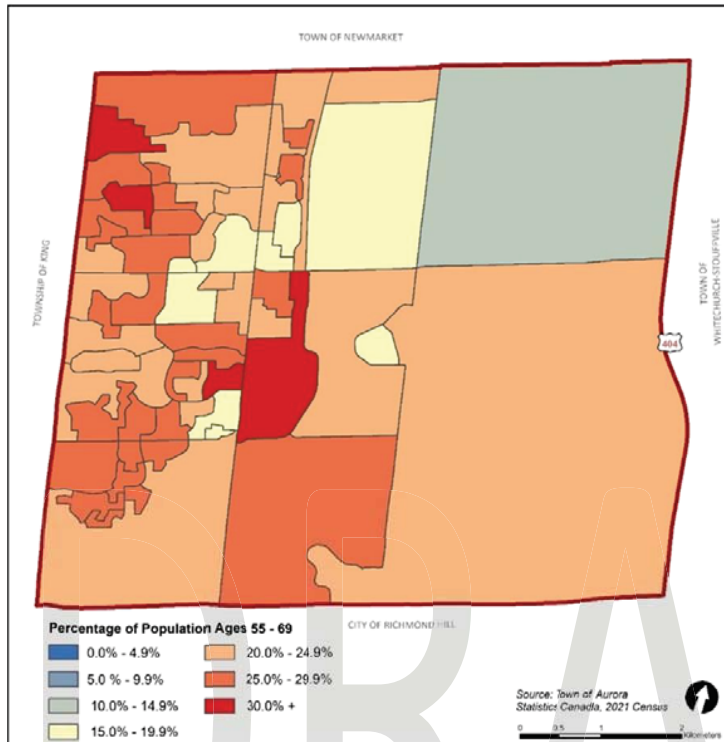 TOWN OF NEWMARKET
TOWNSHIP OF KING
TOWN OF
WHITECHURCH-STOUFFVILLE
404
CITY OF RICHMOND HILL
Percentage of Population Ages 55 - 69
0.0% - 4.9%
5.0 % - 9.9%
10.0% - 14.9%
15.0% - 19.9%
20.0% - 24.9%
25.0% - 29.9%
30.0% +
Source: Town of Aurora
Statistics Canada, 2021 Census
0 0.5 1 2
Kilometers
DRA